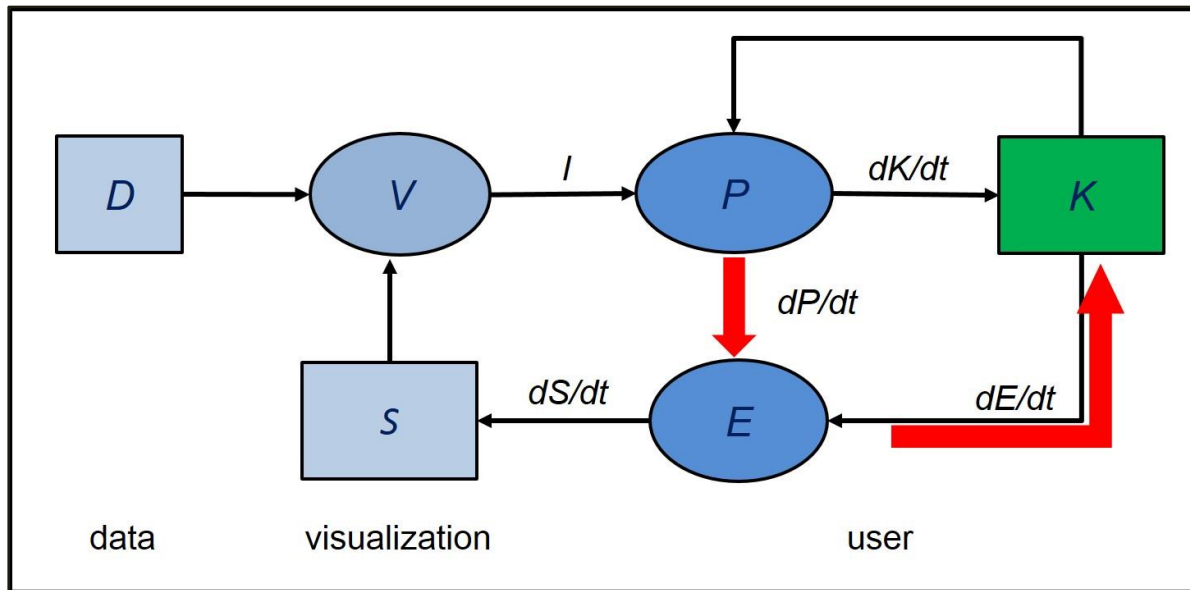 D
V
I
P
dK/dt
K
dP/dt
S
dS/dt
E
dE/dt
data
visualization
user